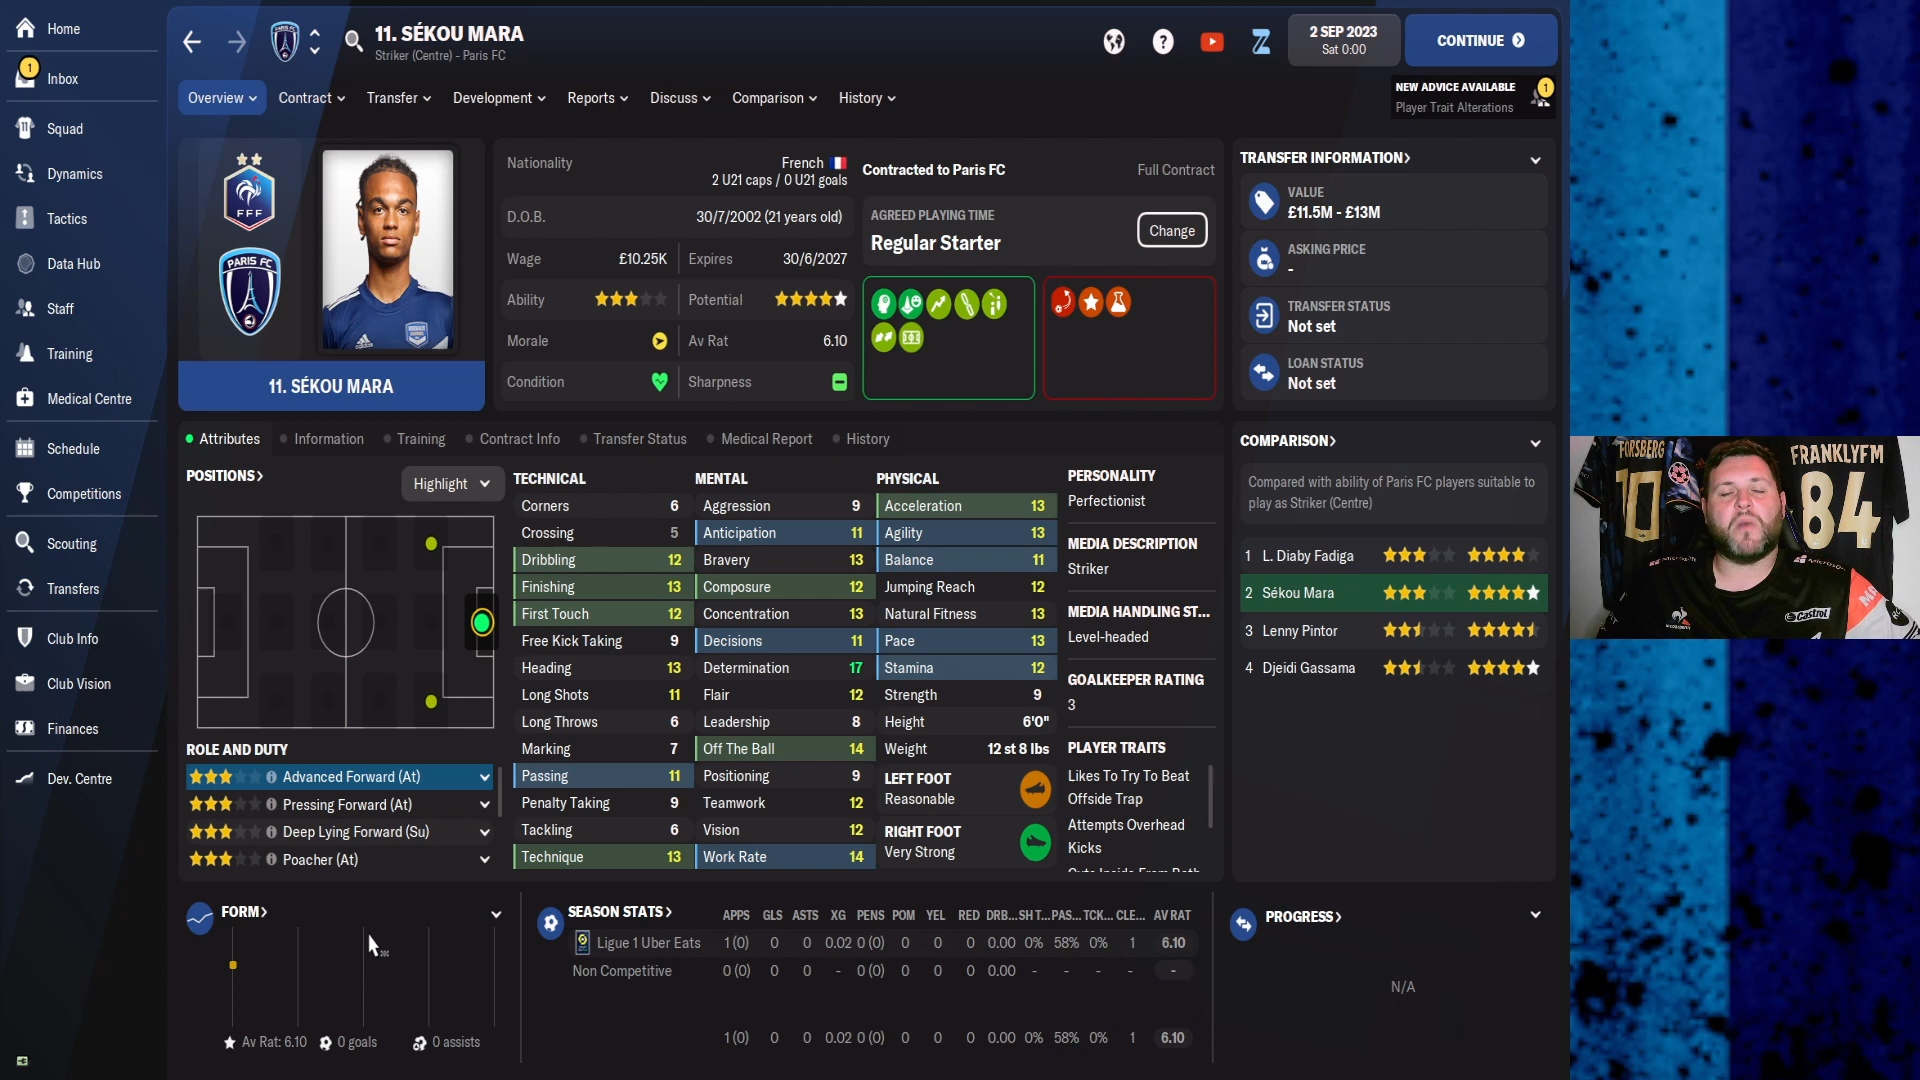 Home
1
Inbox
Squad
Dynamics
Tactics
Data Hub
Staff
Training
Medical Centre
Schedule
Competitions
Scouting
Transfers
Club Info
Club Vision
Finances
Dev. Centre
11. SÉKOU MARA
Striker (Centre) - Paris FC
2 SEP 2023
Sat 0:00
CONTINUE
Overview
Contract
Transfer
Development
Reports
Discuss
Comparison
History
NEW ADVICE AVAILABLE
Player Trait Alterations
1
FFF
PARIS FC
11. SÉKOU MARA
Nationality French
2 U21 caps / 0 U21 goals
D.O.B. 30/7/2002 (21 years old)
Wage £10.25K Expires 30/6/2027
Ability Potential
Morale Av Rat 6.10
Condition Sharpness
Contracted to Paris FC Full Contract
AGREED PLAYING TIME
Regular Starter
Change
TRANSFER INFORMATION>
VALUE
£11.5M - £13M
ASKING PRICE
-
TRANSFER STATUS
Not set
LOAN STATUS
Not set
Attributes
Information
Training
Contract Info
Transfer Status
Medical Report
History
POSITIONS>
Highlight
ROLE AND DUTY
Advanced Forward (At)
Pressing Forward (At)
Deep Lying Forward (Su)
Poacher (At)
TECHNICAL
Corners 6
Crossing 5
Dribbling 12
Finishing 13
First Touch 12
Free Kick Taking 9
Heading 13
Long Shots 11
Long Throws 6
Marking 7
Passing 11
Penalty Taking 9
Tackling 6
Technique 13
MENTAL
Aggression 9
Anticipation 11
Bravery 13
Composure 12
Concentration 13
Decisions 11
Determination 17
Flair 12
Leadership 8
Off The Ball 14
Positioning 9
Teamwork 12
Vision 12
Work Rate 14
PHYSICAL
Acceleration 13
Agility 13
Balance 11
Jumping Reach 12
Natural Fitness 13
Pace 13
Stamina 12
Strength 9
Height 6'0"
Weight 12 st 8 lbs
LEFT FOOT
Reasonable
RIGHT FOOT
Very Strong
PERSONALITY
Perfectionist
MEDIA DESCRIPTION
Striker
MEDIA HANDLING ST...
Level-headed
GOALKEEPER RATING
3
PLAYER TRAITS
Likes To Try To Beat
Offside Trap
Attempts Overhead
Kicks
Cuts Inside From Both
COMPARISON>
Compared with ability of Paris FC players suitable to
play as Striker (Centre)
1 L. Diaby Fadiga
2 Sékou Mara
3 Lenny Pintor
4 Djeidi Gassama
FORM>
Av Rat: 6.10 0 goals 0 assists
SEASON STATS> APPS GLS ASTS XG PENS POM YEL RED DRB... SH T... PAS... TCK... CLE... AV RAT
Ligue 1 Uber Eats 1 (0) 0 0 0.02 0 (0) 0 0 0 0.00 0% 58% 0% 1 6.10
Non Competitive 0 (0) 0 0 - 0 (0) 0 0 0 0.00 - - - - -
1 (0) 0 0 0.02 0 (0) 0 0 0 0.00 0% 58% 0% 1 6.10
PROGRESS>
N/A
FORSBERG
10
FRANKLYFM
84
Castrol